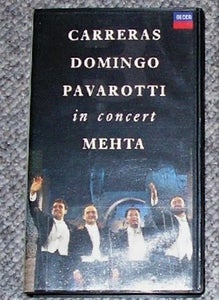 DECCA
CARRERAS
DOMINGO
PAVAROTTI
in concert
MEHTA